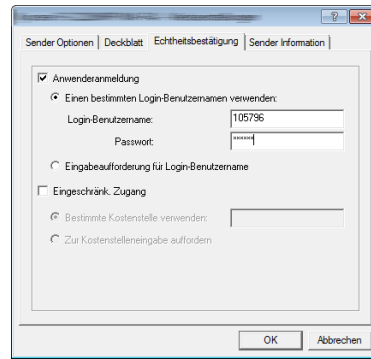 Sender Optionen Deckblatt Echtheitsbestätigung Sender Information
Anwenderanmeldung
Einen bestimmten Login-Benutzernamen verwenden:
Login-Benutzername: 105796
Passwort: ******
Eingabeaufforderung für Login-Benutzername
Eingeschränk. Zugang
Bestimmte Kostenstelle verwenden:
Zur Kostenstelleneingabe auffordern
OK Abbrechen